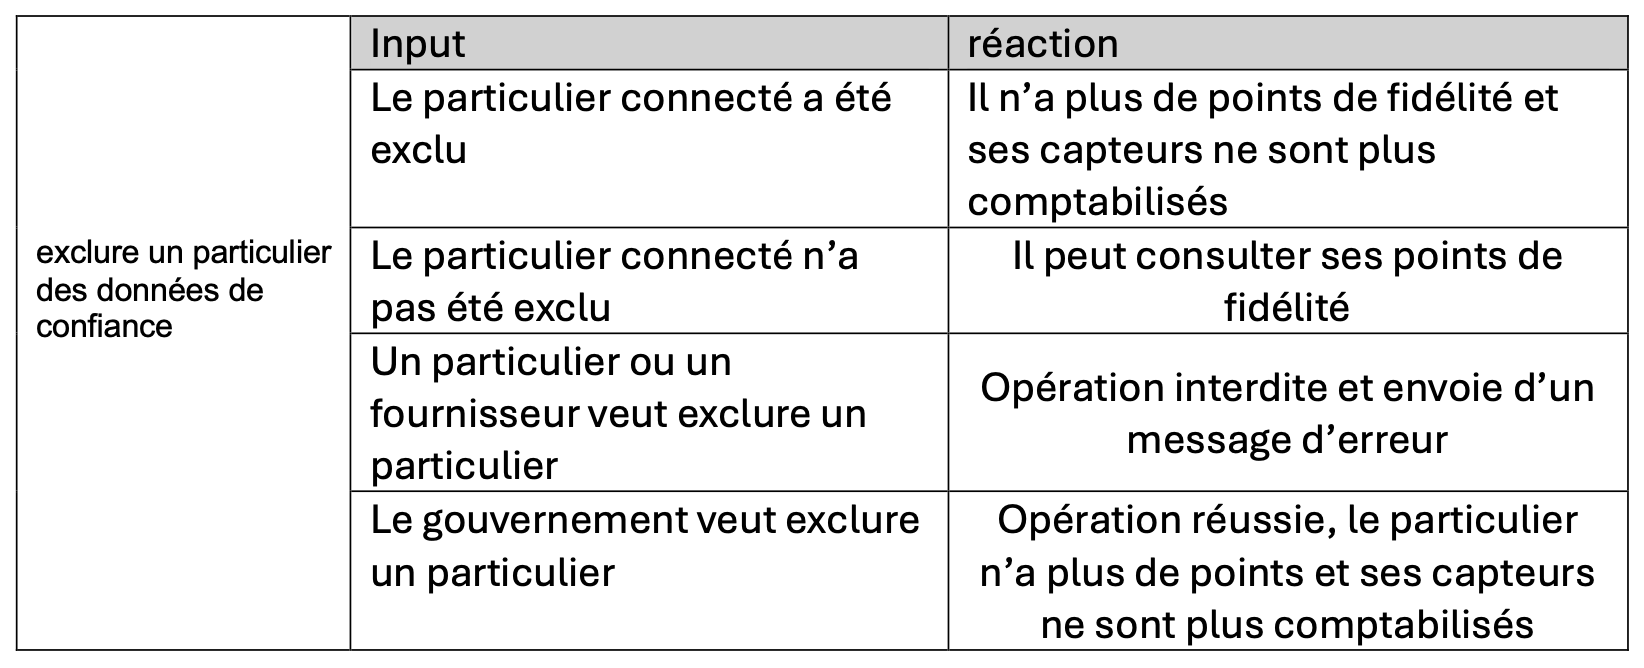 Input
réaction
exclure un particulier
des données de
confiance
Le particulier connecté a été
exclu
Il n’a plus de points de fidélité et
ses capteurs ne sont plus
comptabilisés
Le particulier connecté n’a
pas été exclu
Il peut consulter ses points de
fidélité
Un particulier ou un
fournisseur veut exclure un
particulier
Opération interdite et envoie d’un
message d’erreur
Le gouvernement veut exclure
un particulier
Opération réussie, le particulier
n’a plus de points et ses capteurs
ne sont plus comptabilisés